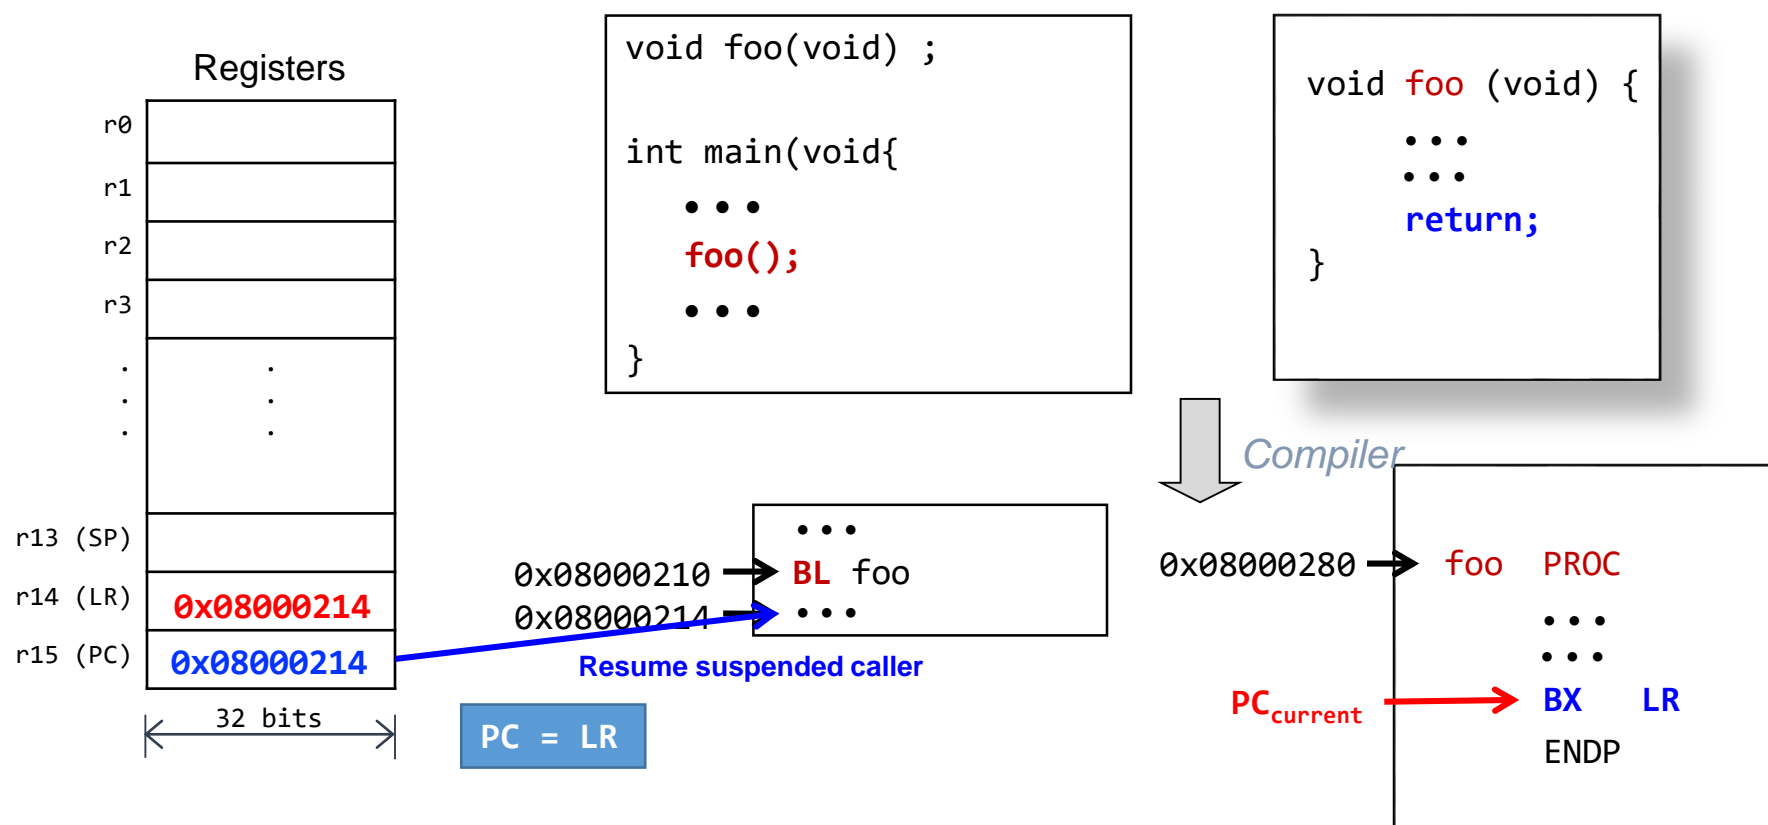 Registers
r0
r1
r2
r3
.
.
.
.
.
.
r13 (SP)
r14 (LR)
0x08000214
r15 (PC)
0x08000214
32 bits
PC = LR
void foo(void) ;
int main(void{
•••
foo();
•••
}
void foo (void) {
•••
•••
return;
}
Compiler
•••
0x08000210
BL foo
0x08000214
•••
Resume suspended caller
0x08000280
foo PROC
•••
•••
PCcurrent
BX LR
ENDP